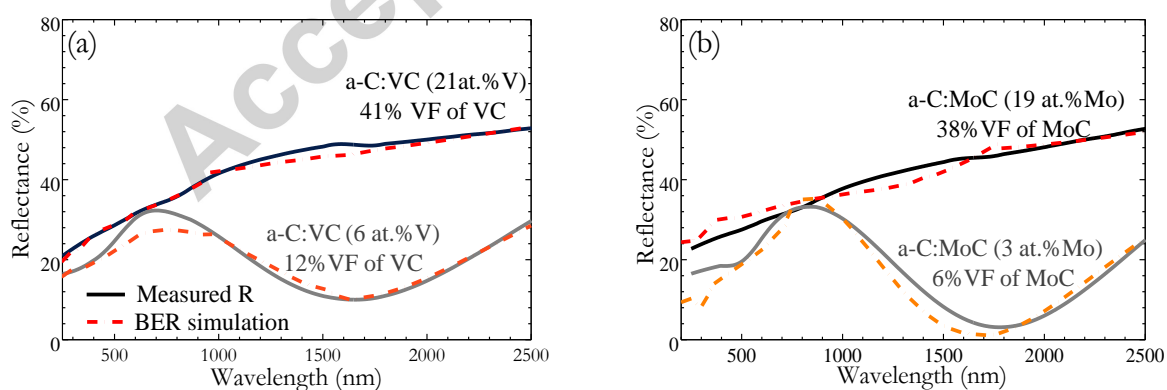 Acce
(a)
80
60
40
20
0
Reflectance (%)
a-C:VC (21at.%V)
41% VF of VC
a-C:VC (6 at.%V)
12%VF of VC
Measured R
BER simulation
500 1000 1500 2000 2500
Wavelength (nm)
(b)
80
60
40
20
0
Reflectance (%)
a-C:MoC (19 at.%Mo)
38%VF of MoC
a-C:MoC (3 at.%Mo)
6%VF of MoC
500 1000 1500 2000 2500
Wavelength (nm)